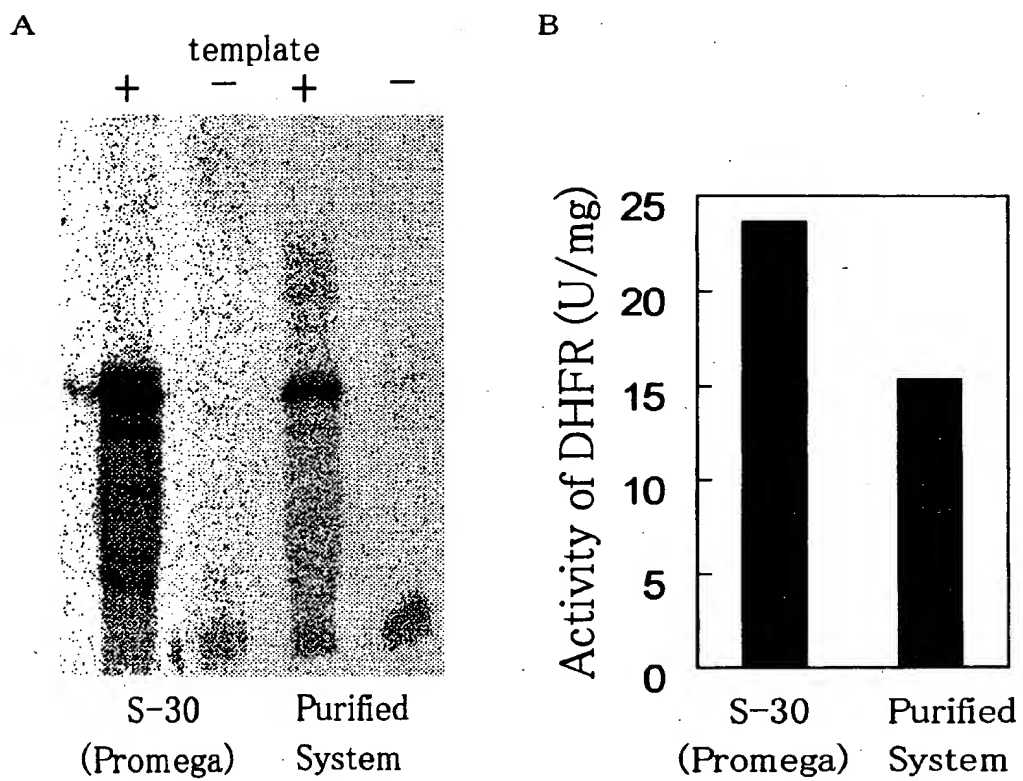 A
template
+ − + −
S-30 Purified
(Promega) System
B
Activity of DHFR (U/mg)
25
20
15
10
5
0
S-30 Purified
(Promega) System